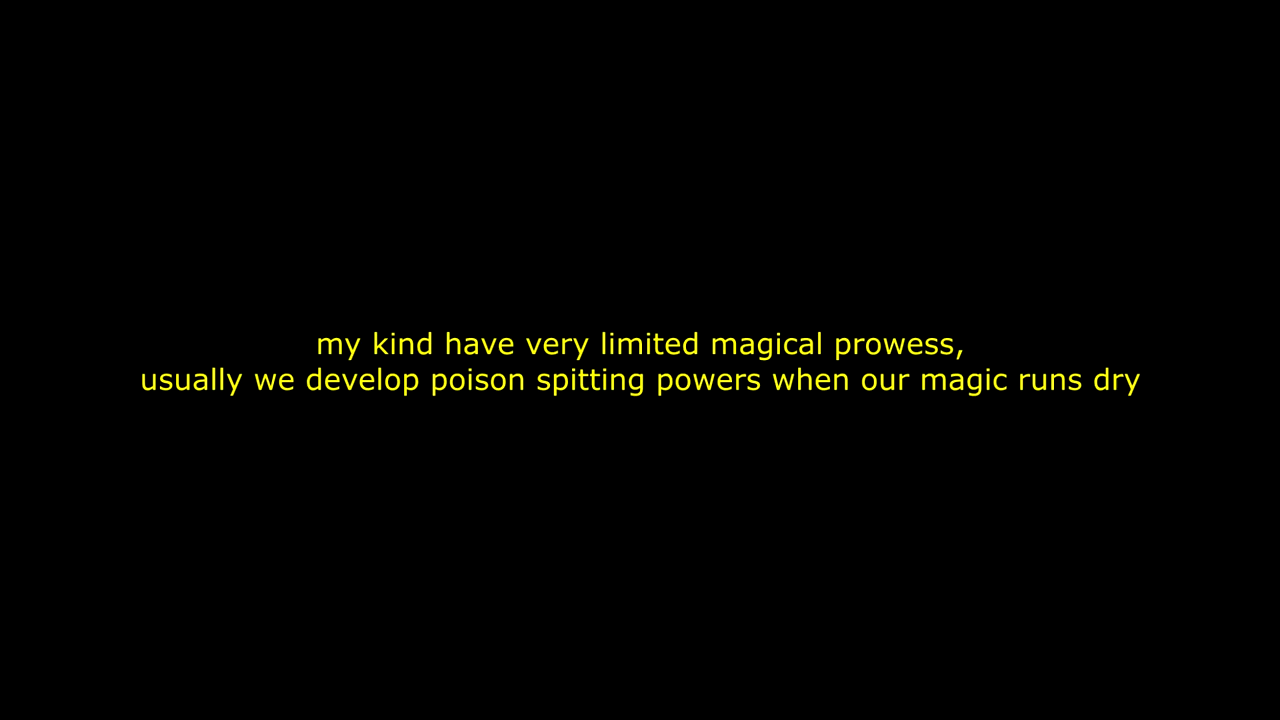 my kind have very limited magical prowess,
usually we develop poison spitting powers when our magic runs dry